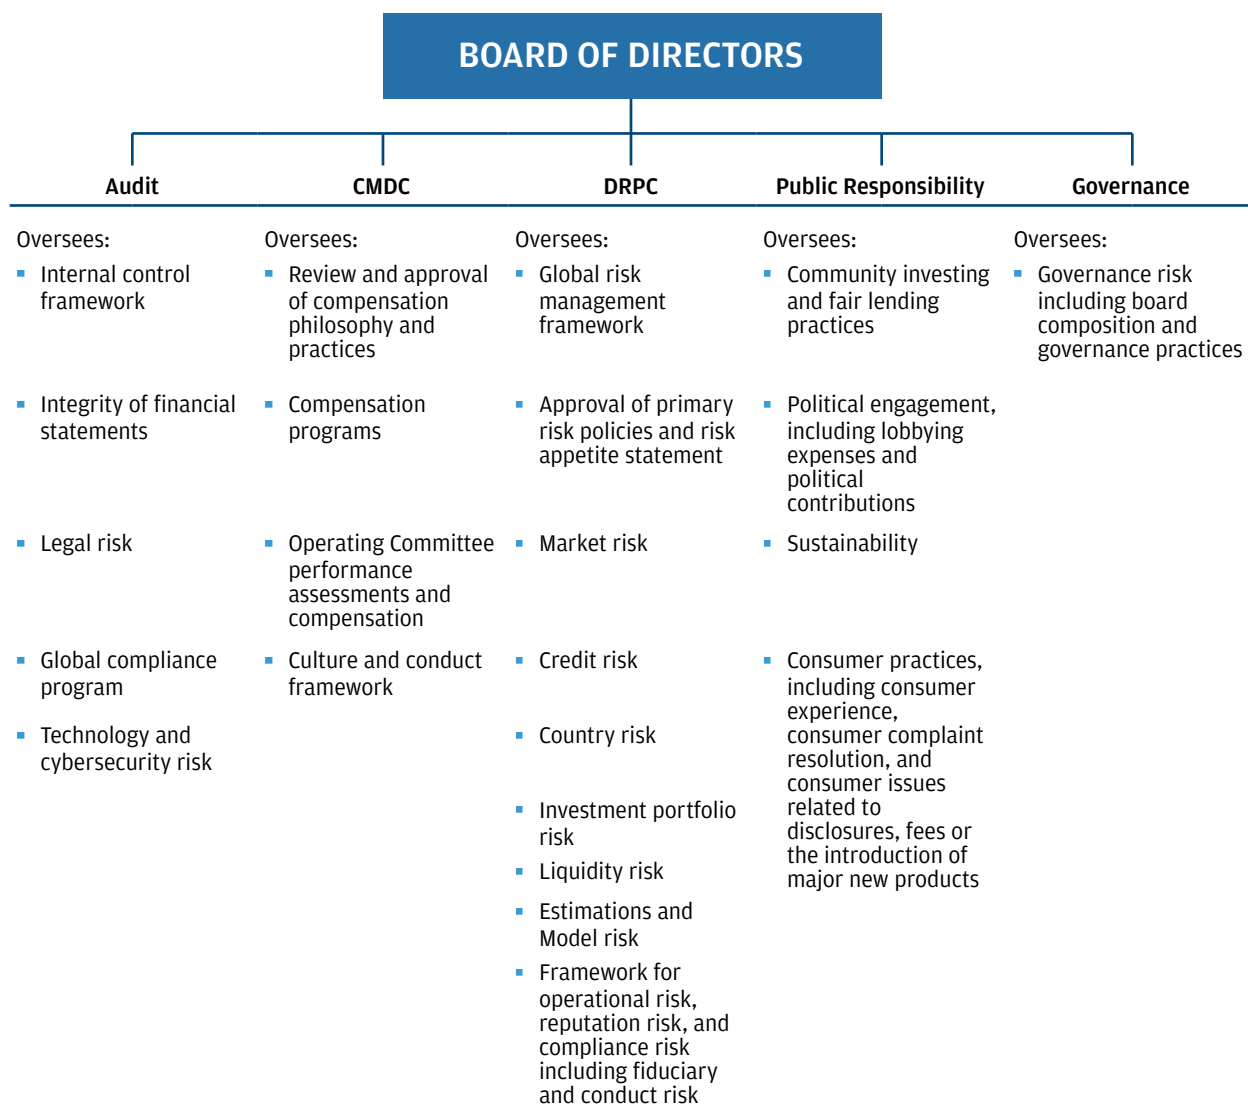 BOARD OF DIRECTORS
Audit
Oversees:
Internal control
framework
Integrity of financial
statements
Legal risk
Global compliance
program
Technology and
cybersecurity risk
CMDC
Oversees:
Review and approval
of compensation
philosophy and
practices
Compensation
programs
Operating Committee
performance
assessments and
compensation
Culture and conduct
framework
DRPC
Oversees:
Global risk
management
framework
Approval of primary
risk policies and risk
appetite statement
Market risk
Credit risk
Country risk
Investment portfolio
risk
Liquidity risk
Estimations and
Model risk
Framework for
operational risk,
reputation risk, and
compliance risk
including fiduciary
and conduct risk
Public Responsibility
Oversees:
Community investing
and fair lending
practices
Political engagement,
including lobbying
expenses and
political
contributions
Sustainability
Consumer practices,
including consumer
experience,
consumer complaint
resolution, and
consumer issues
related to
disclosures, fees or
the introduction of
major new products
Governance
Oversees:
Governance risk
including board
composition and
governance practices